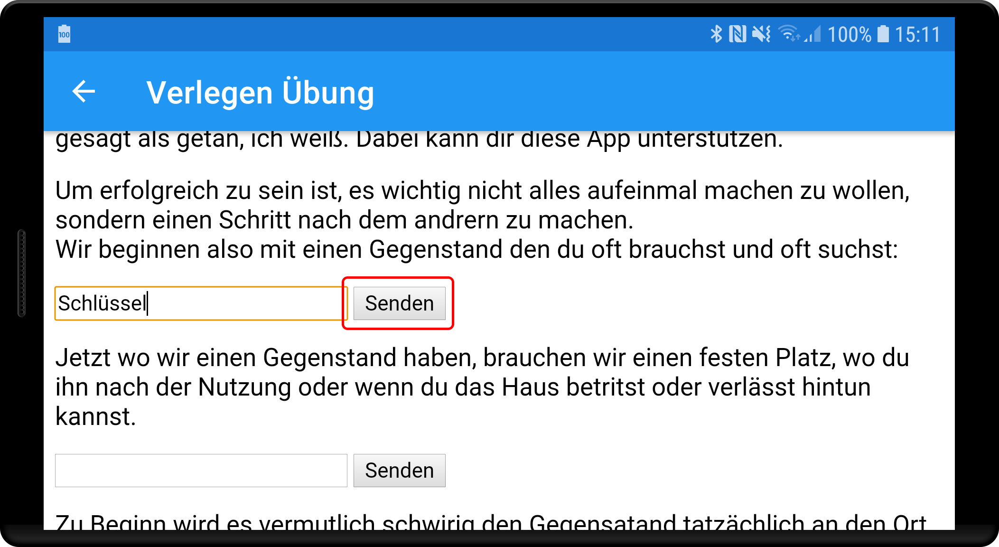 100
100% 15:11
Verlegen Übung
gesagt als getan, ich weiß. Dabei kann dir diese App unterstützen.
Um erfolgreich zu sein ist, es wichtig nicht alles aufeinmal machen zu wollen,
sondern einen Schritt nach dem andrern zu machen.
Wir beginnen also mit einen Gegenstand den du oft brauchst und oft suchst:
Schlüssel Senden
Jetzt wo wir einen Gegenstand haben, brauchen wir einen festen Platz, wo du
ihn nach der Nutzung oder wenn du das Haus betritst oder verlässt hintun
kannst.
Senden
Zu Beginn wird es vermutlich schwirig den Gegensatand tatzächlich an den Ort